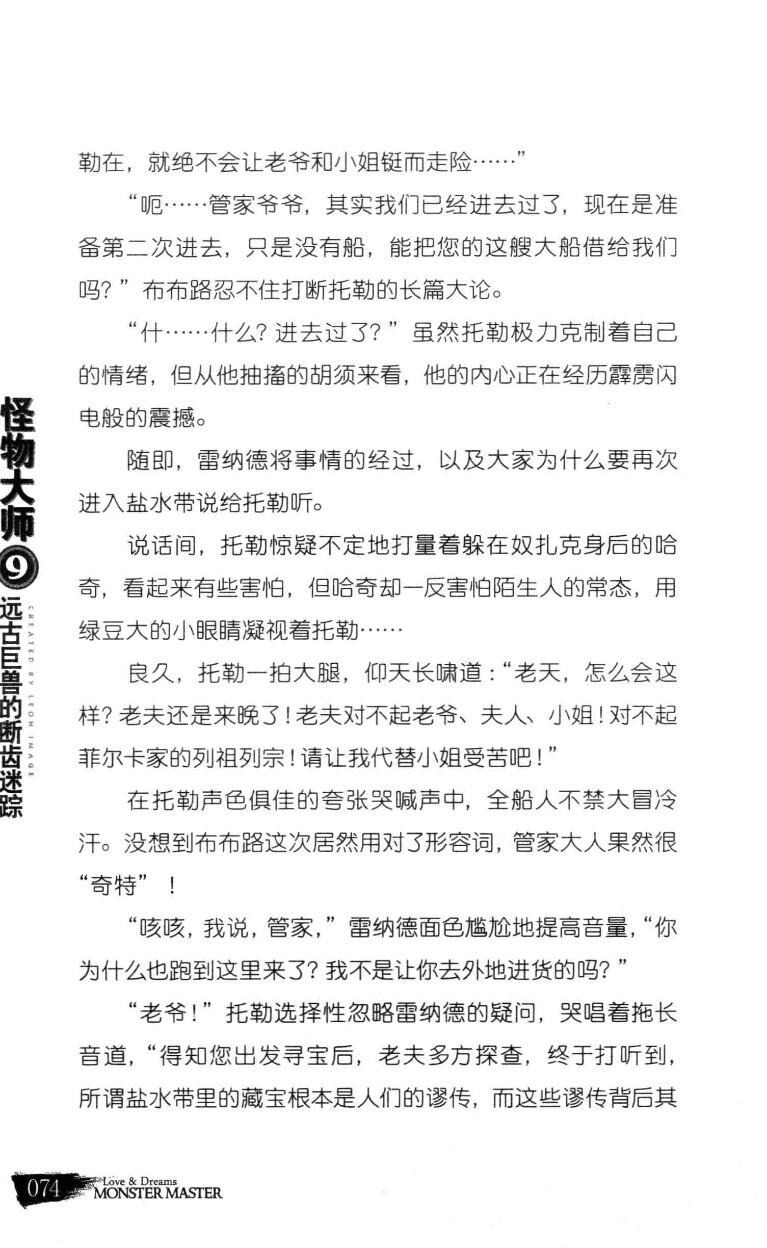 勒在，就绝不会让老爷和小姐铤而走险……”
“呃……管家爷爷，其实我们已经进去过了，现在是准
备第二次进去，只是没有船，能把您的这艘大船借给我们
吗？”布布路忍不住打断托勒的长篇大论。
“什……什么？进去过了？”虽然托勒极力克制着自己
的情绪，但从他抽搐的胡须来看，他的内心正在经历霹雳闪
电般的震撼。
随即，雷纳德将事情的经过，以及大家为什么要再次
进入盐水带说给托勒听。
说话间，托勒惊疑不定地打量着躲在奴扎克身后的哈
奇，看起来有些害怕，但哈奇却一反害怕陌生人的常态，用
绿豆大的小眼睛凝视着托勒……
良久，托勒一拍大腿，仰天长啸道：“老天，怎么会这
样？老夫还是来晚了！老夫对不起老爷、夫人、小姐！对不起
菲尔卡家的列祖列宗！请让我代替小姐受苦吧！”
在托勒声色俱佳的夸张哭喊声中，全船人不禁大冒冷
汗。没想到布布路这次居然用对了形容词，管家大人果然很
“奇特”！
“咳咳，我说，管家，”雷纳德面色尴尬地提高音量，“你
为什么也跑到这里来了？我不是让你去外地进货的吗？”
“老爷！”托勒选择性忽略雷纳德的疑问，哭唱着拖长
音道，“得知您出发寻宝后，老夫多方探查，终于打听到，
所谓盐水带里的藏宝根本是人们的谬传，而这些谬传背后其
怪物大师
9
远古巨兽的断齿迷踪
CREATED BY LEON IMAGE
074
Love & Dreams
MONSTER MASTER